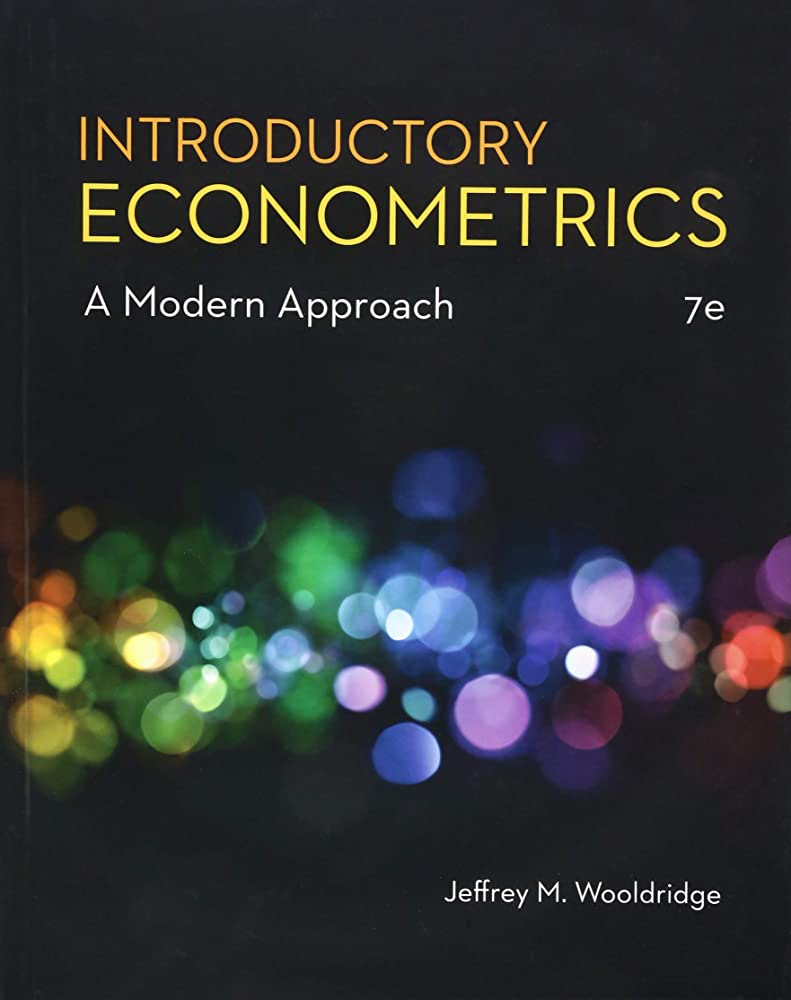 INTRODUCTORY
ECONOMETRICS
A Modern Approach 7e
Jeffrey M. Wooldridge